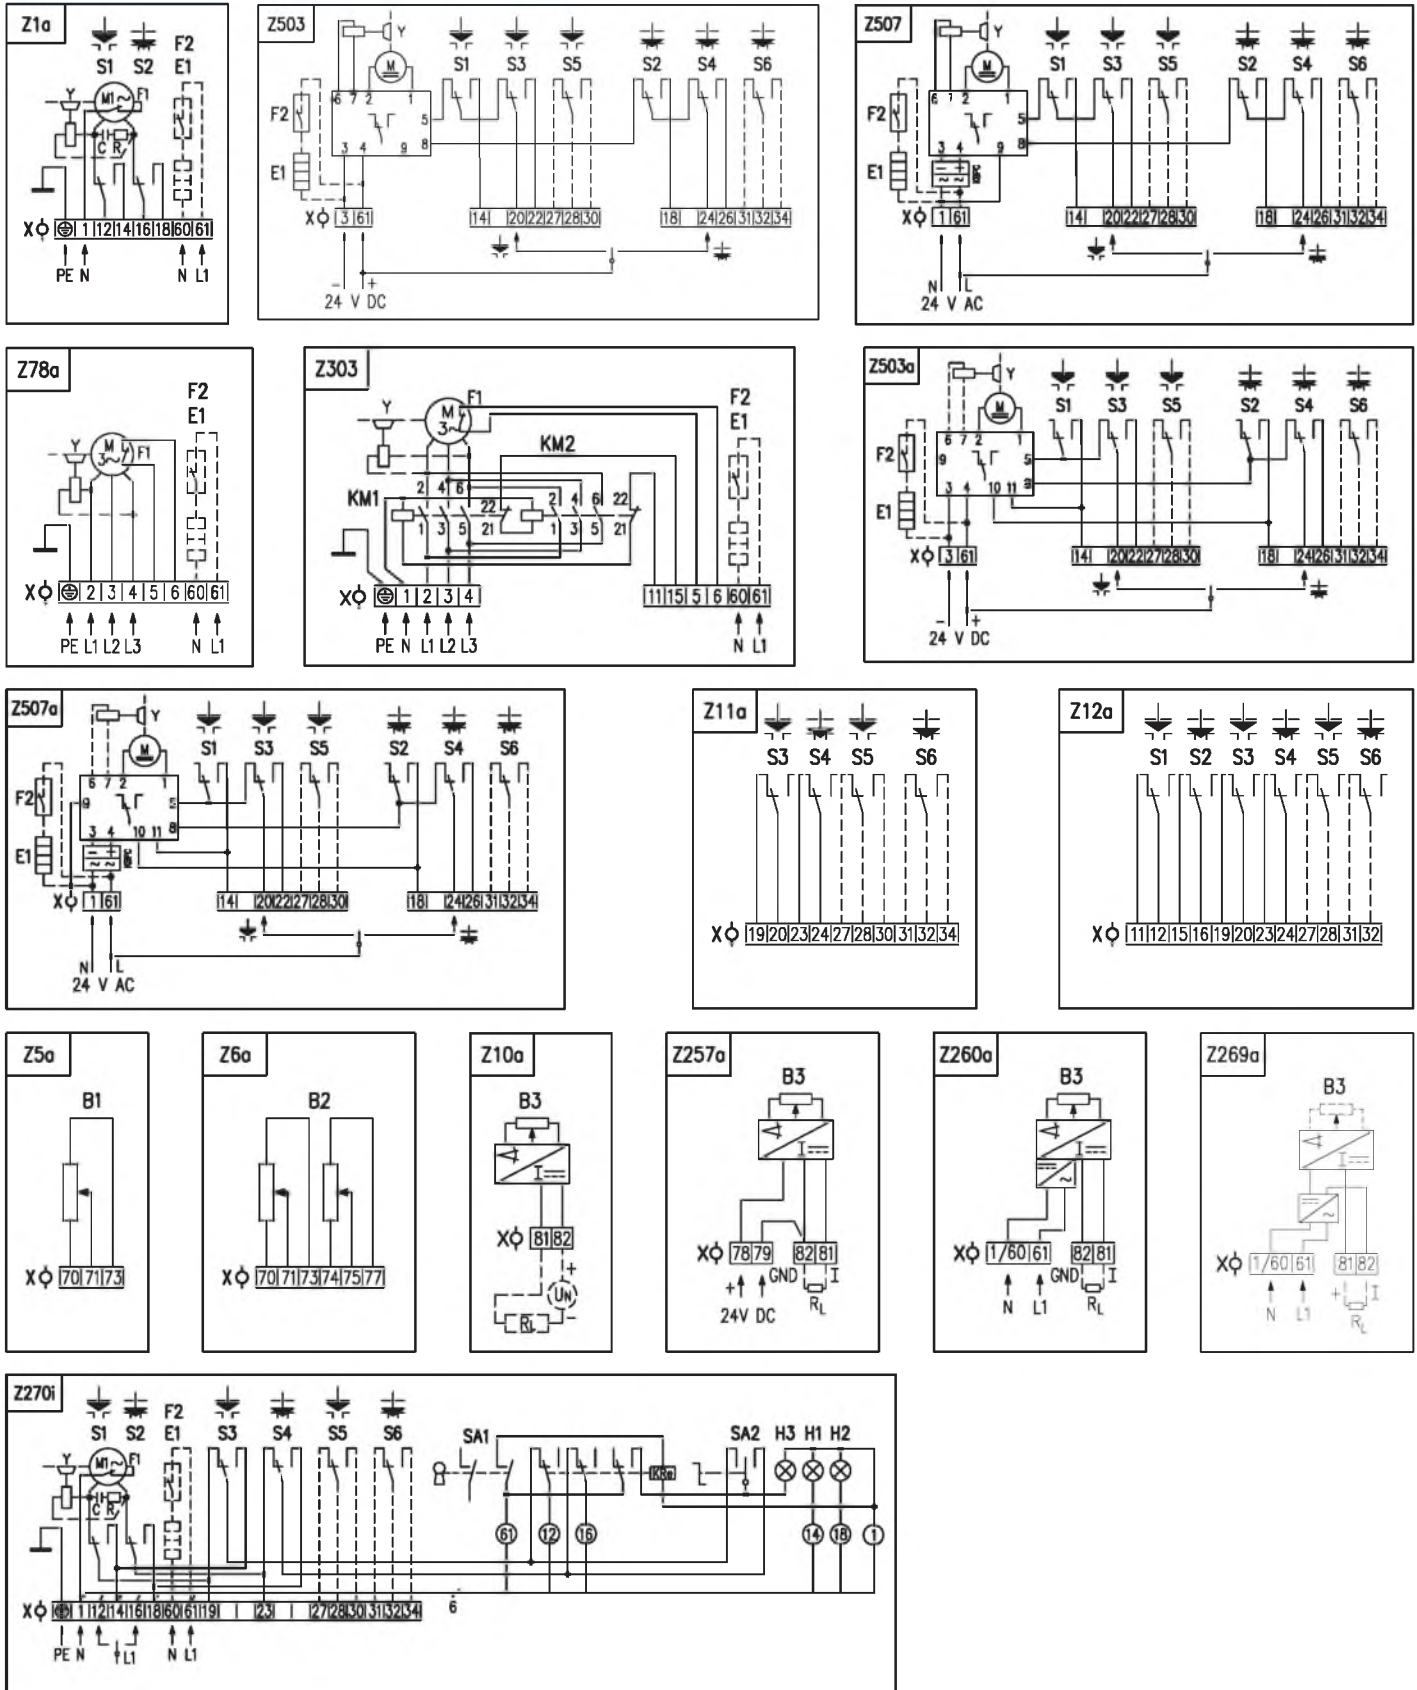 Z1a
S1 S2 F2
E1
Y M1 F1
C R
X ⏚ 1 12 14 16 18 60 61
PE N N L1
Z503
Y
M
S1 S3 S5 S2 S4 S6
F2
6 7 2 1
5
8
3 4 9
E1
X 3 61 14 20 22 27 28 30 18 24 26 31 32 34
- +
24 V DC
Z507
Y
M
S1 S3 S5 S2 S4 S6
F2
6 7 2 1
5
8
3 4 9
E1
- +
~ ~
X 1 61 14 20 22 27 28 30 18 24 26 31 32 34
N L
24 V AC
Z78a
F2
E1
Y M 3~ F1
X ⏚ 2 3 4 5 6 60 61
PE L1 L2 L3 N L1
Z303
Y M 3~ F1
F2
E1
KM2
KM1
2 4 6 22 2 4 6 22
1 3 5 21 1 3 5 21
X ⏚ 1 2 3 4 11 15 5 6 60 61
PE N L1 L2 L3 N L1
Z503a
Y
M
S1 S3 S5 S2 S4 S6
F2
6 7 2 1
9 5
8
3 4 10 11
E1
X 3 61 14 20 22 27 28 30 18 24 26 31 32 34
- +
24 V DC
Z507a
Y
M
S1 S3 S5 S2 S4 S6
F2
6 7 2 1
9 5
8
3 4 10 11
E1
- +
~ ~
X 1 61 14 20 22 27 28 30 18 24 26 31 32 34
N L
24 V AC
Z11a
S3 S4 S5 S6
X 19 20 23 24 27 28 30 31 32 34
Z12a
S1 S2 S3 S4 S5 S6
X 11 12 15 16 19 20 23 24 27 28 31 32
Z5a
B1
X 70 71 73
Z6a
B2
X 70 71 73 74 75 77
Z10a
B3
I
X 81 82
+
UN
RL -
Z257a
B3
I
X 78 79 82 81
GND I
+ RL
24V DC
Z260a
B3
I
~
X 1/60 61 82 81
GND I
N L1 RL
Z269a
B3
I
~
X 1/60 61 81 82
+ I
N L1 RL
Z270i
S1 S2 F2
E1 S3 S4 S5 S6 SA1 SA2 H3 H1 H2
Y M1 F1
C R
61 12 16 14 18 1
X ⏚ 1 12 14 16 18 60 61 19 23 27 28 30 31 32 34 6
PE N L1 N L1